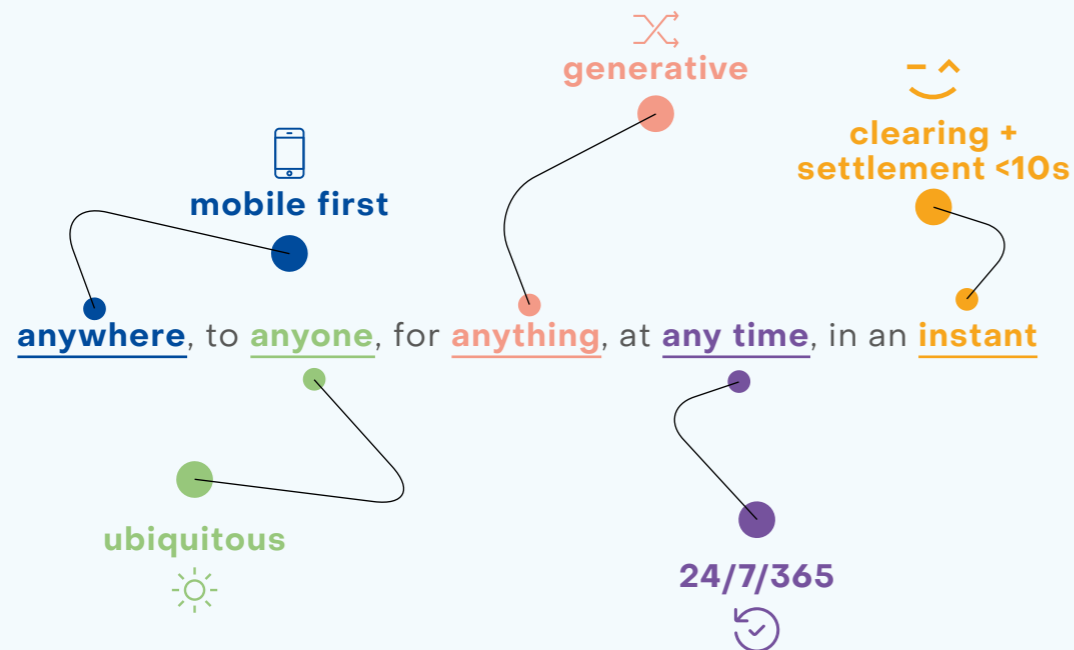 generative
clearing +
settlement <10s
mobile first
anywhere, to anyone, for anything, at any time, in an instant
ubiquitous
24/7/365